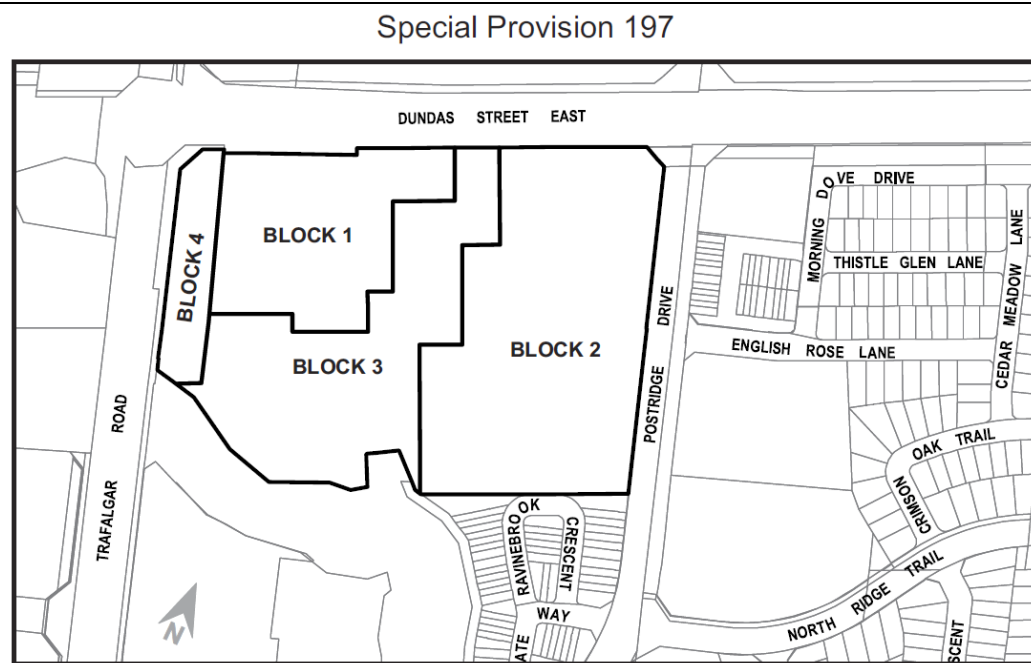 Special Provision 197
DUNDAS STREET EAST
MORNING DOVE DRIVE
THISTLE GLEN LANE
CEDAR MEADOW LANE
ENGLISH ROSE LANE
BLOCK 1
BLOCK 4
BLOCK 2
BLOCK 3
POSTRIDGE DRIVE
TRAFALGAR ROAD
CRIMSON OAK TRAIL
RAVINEBROOK CRESCENT
WAY
ATE
NORTH RIDGE TRAIL
SCENT
N